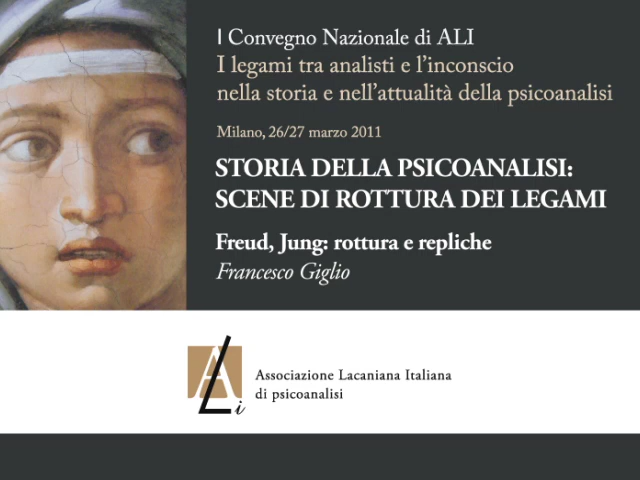 I Convegno Nazionale di ALI
I legami tra analisti e l'inconscio
nella storia e nell'attualità della psicoanalisi
Milano, 26/27 marzo 2011
STORIA DELLA PSICOANALISI:
SCENE DI ROTTURA DEI LEGAMI
Freud, Jung: rottura e repliche
Francesco Giglio
ALi
Associazione Lacaniana Italiana
di psicoanalisi